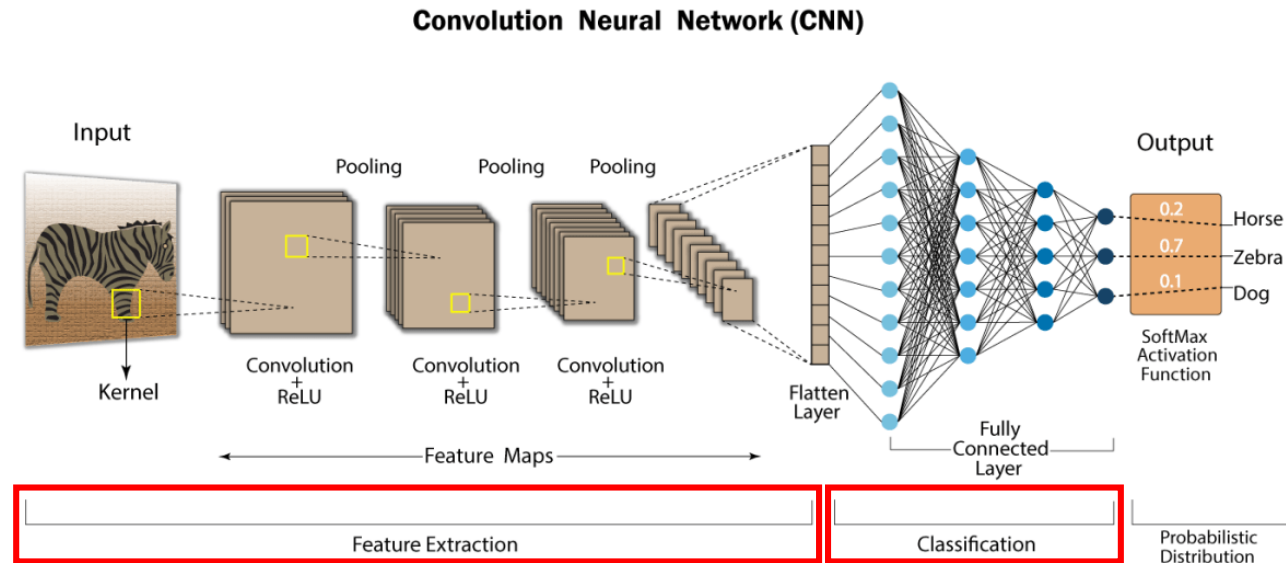 Convolution Neural Network (CNN)
Input
Kernel
Pooling
Pooling
Pooling
Convolution
+
ReLU
Convolution
+
ReLU
Convolution
+
ReLU
Feature Maps
Flatten
Layer
Fully
Connected
Layer
Output
0.2
Horse
0.7
Zebra
0.1
Dog
SoftMax
Activation
Function
Feature Extraction
Classification
Probabilistic
Distribution